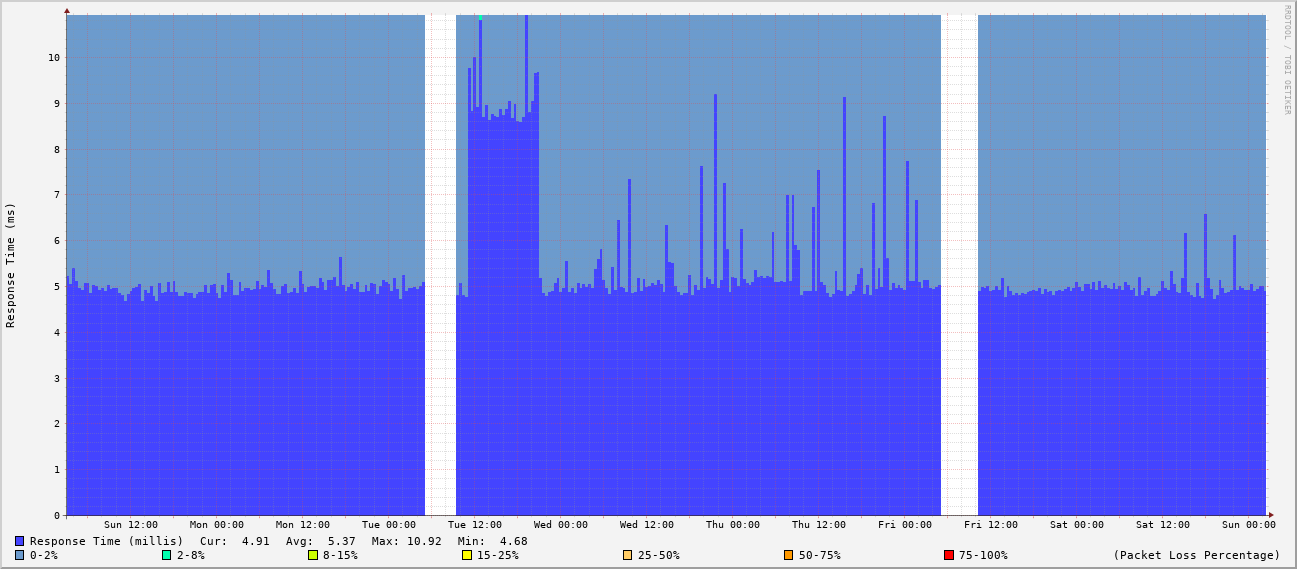 RRDTOOL / TOBI OETIKER
Response Time (ms)
10
9
8
7
6
5
4
3
2
1
0
Sun 12:00 Mon 00:00 Mon 12:00 Tue 00:00 Tue 12:00 Wed 00:00 Wed 12:00 Thu 00:00 Thu 12:00 Fri 00:00 Fri 12:00 Sat 00:00 Sat 12:00 Sun 00:00
Response Time (millis) Cur: 4.91 Avg: 5.37 Max: 10.92 Min: 4.68
0-2% 2-8% 8-15% 15-25% 25-50% 50-75% 75-100% (Packet Loss Percentage)